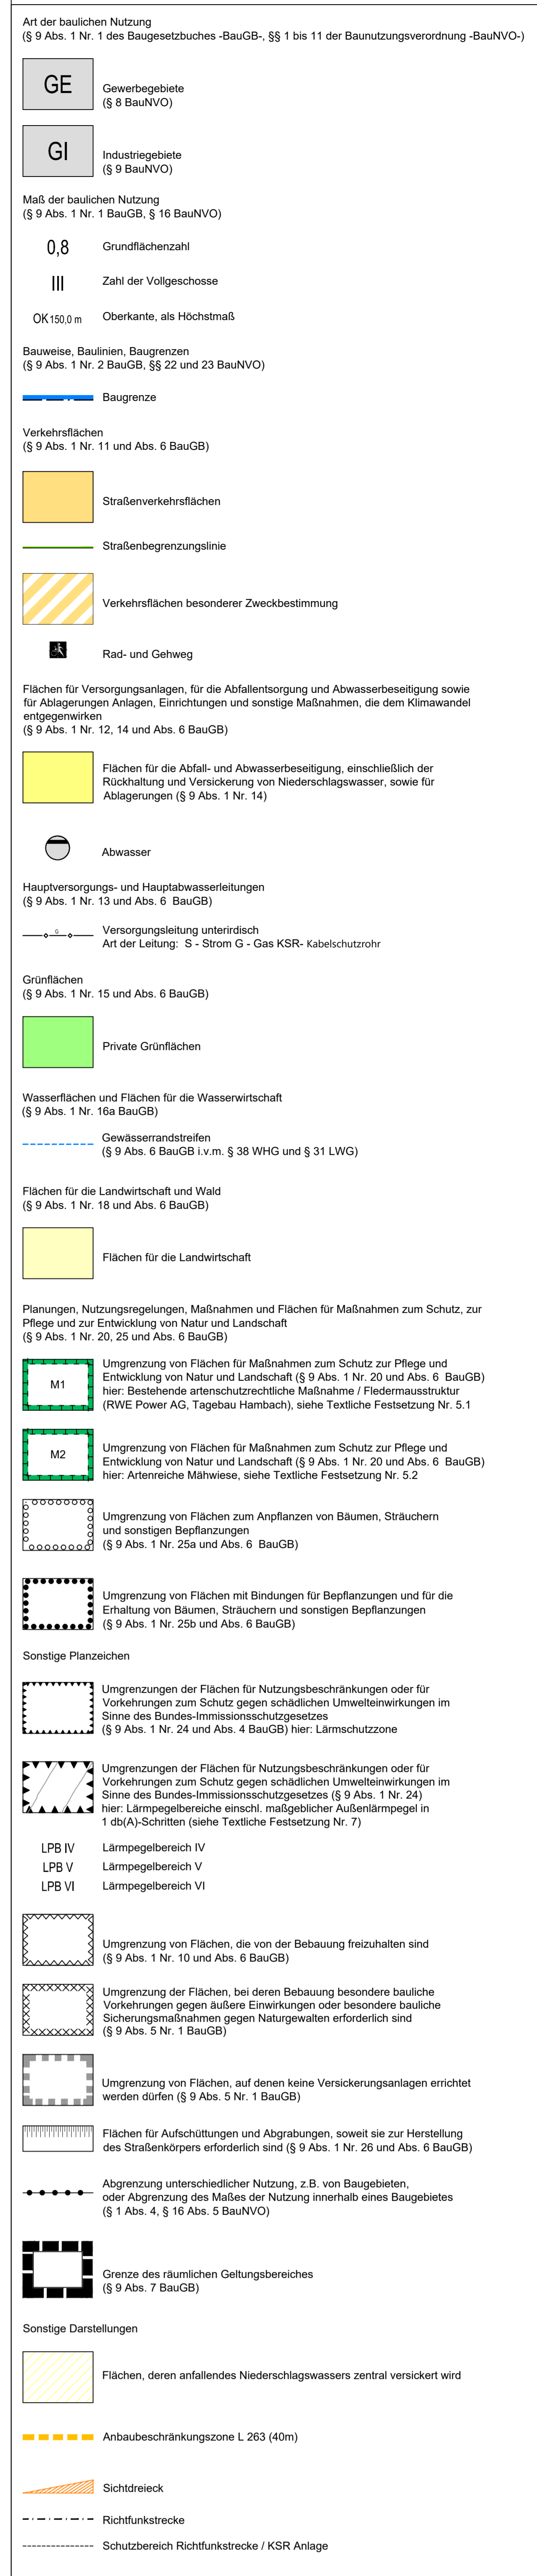 Art der baulichen Nutzung
(§ 9 Abs. 1 Nr. 1 des Baugesetzbuches -BauGB-, §§ 1 bis 11 der Baunutzungsverordnung -BauNVO-)
GE
Gewerbegebiete
(§ 8 BauNVO)
GI
Industriegebiete
(§ 9 BauNVO)
Maß der baulichen Nutzung
(§ 9 Abs. 1 Nr. 1 BauGB, § 16 BauNVO)
0,8 Grundflächenzahl
III Zahl der Vollgeschosse
OK 150,0 m Oberkante, als Höchstmaß
Bauweise, Baulinien, Baugrenzen
(§ 9 Abs. 1 Nr. 2 BauGB, §§ 22 und 23 BauNVO)
Baugrenze
Verkehrsflächen
(§ 9 Abs. 1 Nr. 11 und Abs. 6 BauGB)
Straßenverkehrsflächen
Straßenbegrenzungslinie
Verkehrsflächen besonderer Zweckbestimmung
Rad- und Gehweg
Flächen für Versorgungsanlagen, für die Abfallentsorgung und Abwasserbeseitigung sowie
für Ablagerungen Anlagen, Einrichtungen und sonstige Maßnahmen, die dem Klimawandel
entgegenwirken
(§ 9 Abs. 1 Nr. 12, 14 und Abs. 6 BauGB)
Flächen für die Abfall- und Abwasserbeseitigung, einschließlich der
Rückhaltung und Versickerung von Niederschlagswasser, sowie für
Ablagerungen (§ 9 Abs. 1 Nr. 14)
Abwasser
Hauptversorgungs- und Hauptabwasserleitungen
(§ 9 Abs. 1 Nr. 13 und Abs. 6 BauGB)
G
Versorgungsleitung unterirdisch
Art der Leitung: S - Strom G - Gas KSR- Kabelschutzrohr
Grünflächen
(§ 9 Abs. 1 Nr. 15 und Abs. 6 BauGB)
Private Grünflächen
Wasserflächen und Flächen für die Wasserwirtschaft
(§ 9 Abs. 1 Nr. 16a BauGB)
Gewässerrandstreifen
(§ 9 Abs. 6 BauGB i.v.m. § 38 WHG und § 31 LWG)
Flächen für die Landwirtschaft und Wald
(§ 9 Abs. 1 Nr. 18 und Abs. 6 BauGB)
Flächen für die Landwirtschaft
Planungen, Nutzungsregelungen, Maßnahmen und Flächen für Maßnahmen zum Schutz, zur
Pflege und zur Entwicklung von Natur und Landschaft
(§ 9 Abs. 1 Nr. 20, 25 und Abs. 6 BauGB)
M1
Umgrenzung von Flächen für Maßnahmen zum Schutz zur Pflege und
Entwicklung von Natur und Landschaft (§ 9 Abs. 1 Nr. 20 und Abs. 6 BauGB)
hier: Bestehende artenschutzrechtliche Maßnahme / Fledermausstruktur
(RWE Power AG, Tagebau Hambach), siehe Textliche Festsetzung Nr. 5.1
M2
Umgrenzung von Flächen für Maßnahmen zum Schutz zur Pflege und
Entwicklung von Natur und Landschaft (§ 9 Abs. 1 Nr. 20 und Abs. 6 BauGB)
hier: Artenreiche Mähwiese, siehe Textliche Festsetzung Nr. 5.2
Umgrenzung von Flächen zum Anpflanzen von Bäumen, Sträuchern
und sonstigen Bepflanzungen
(§ 9 Abs. 1 Nr. 25a und Abs. 6 BauGB)
Umgrenzung von Flächen mit Bindungen für Bepflanzungen und für die
Erhaltung von Bäumen, Sträuchern und sonstigen Bepflanzungen
(§ 9 Abs. 1 Nr. 25b und Abs. 6 BauGB)
Sonstige Planzeichen
Umgrenzungen der Flächen für Nutzungsbeschränkungen oder für
Vorkehrungen zum Schutz gegen schädlichen Umwelteinwirkungen im
Sinne des Bundes-Immissionsschutzgesetzes
(§ 9 Abs. 1 Nr. 24 und Abs. 4 BauGB) hier: Lärmschutzzone
Umgrenzungen der Flächen für Nutzungsbeschränkungen oder für
Vorkehrungen zum Schutz gegen schädlichen Umwelteinwirkungen im
Sinne des Bundes-Immissionsschutzgesetzes (§ 9 Abs. 1 Nr. 24)
hier: Lärmpegelbereiche einschl. maßgeblicher Außenlärmpegel in
1 db(A)-Schritten (siehe Textliche Festsetzung Nr. 7)
LPB IV Lärmpegelbereich IV
LPB V Lärmpegelbereich V
LPB VI Lärmpegelbereich VI
Umgrenzung von Flächen, die von der Bebauung freizuhalten sind
(§ 9 Abs. 1 Nr. 10 und Abs. 6 BauGB)
Umgrenzung der Flächen, bei deren Bebauung besondere bauliche
Vorkehrungen gegen äußere Einwirkungen oder besondere bauliche
Sicherungsmaßnahmen gegen Naturgewalten erforderlich sind
(§ 9 Abs. 5 Nr. 1 BauGB)
Umgrenzung von Flächen, auf denen keine Versickerungsanlagen errichtet
werden dürfen (§ 9 Abs. 5 Nr. 1 BauGB)
Flächen für Aufschüttungen und Abgrabungen, soweit sie zur Herstellung
des Straßenkörpers erforderlich sind (§ 9 Abs. 1 Nr. 26 und Abs. 6 BauGB)
Abgrenzung unterschiedlicher Nutzung, z.B. von Baugebieten,
oder Abgrenzung des Maßes der Nutzung innerhalb eines Baugebietes
(§ 1 Abs. 4, § 16 Abs. 5 BauNVO)
Grenze des räumlichen Geltungsbereiches
(§ 9 Abs. 7 BauGB)
Sonstige Darstellungen
Flächen, deren anfallendes Niederschlagswassers zentral versickert wird
Anbaubeschränkungszone L 263 (40m)
Sichtdreieck
Richtfunkstrecke
Schutzbereich Richtfunkstrecke / KSR Anlage